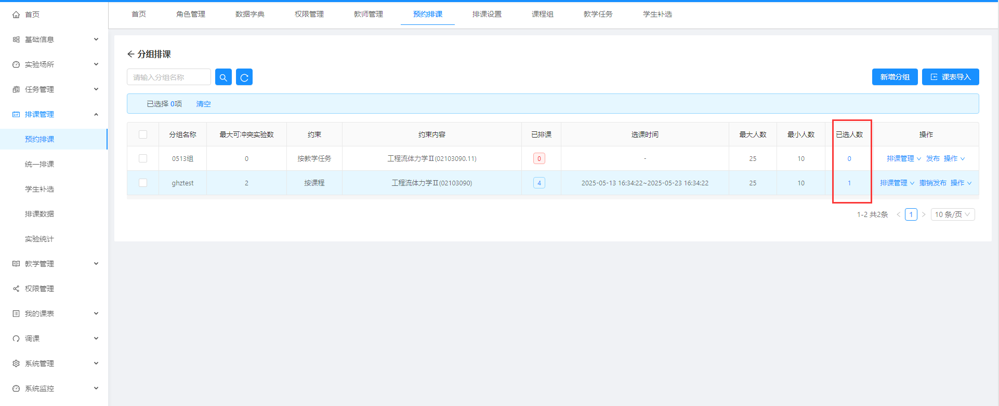 首页
基础信息
实验场所
任务管理
排课管理
预约排课
统一排课
学生补选
排课数据
实验统计
教学管理
权限管理
我的课表
调课
系统管理
系统监控
首页 角色管理 数据字典 权限管理 教师管理 预约排课 排课设置 课程组 教学任务 学生补选
分组排课
请输入分组名称 新增分组 课表导入
已选择 0项 清空
分组名称 最大可冲突实验数 约束 约束内容 已排课 选课时间 最大人数 最小人数 已选人数 操作
0513组 0 按教学任务 工程流体力学Ⅱ(02103090.11) 0 - 25 10 0 排课管理 发布 操作
ghztest 2 按课程 工程流体力学Ⅱ(02103090) 4 2025-05-13 16:34:22~2025-05-23 16:34:22 25 10 1 排课管理 撤销发布 操作
1-2 共2条 < 1 > 10 条/页